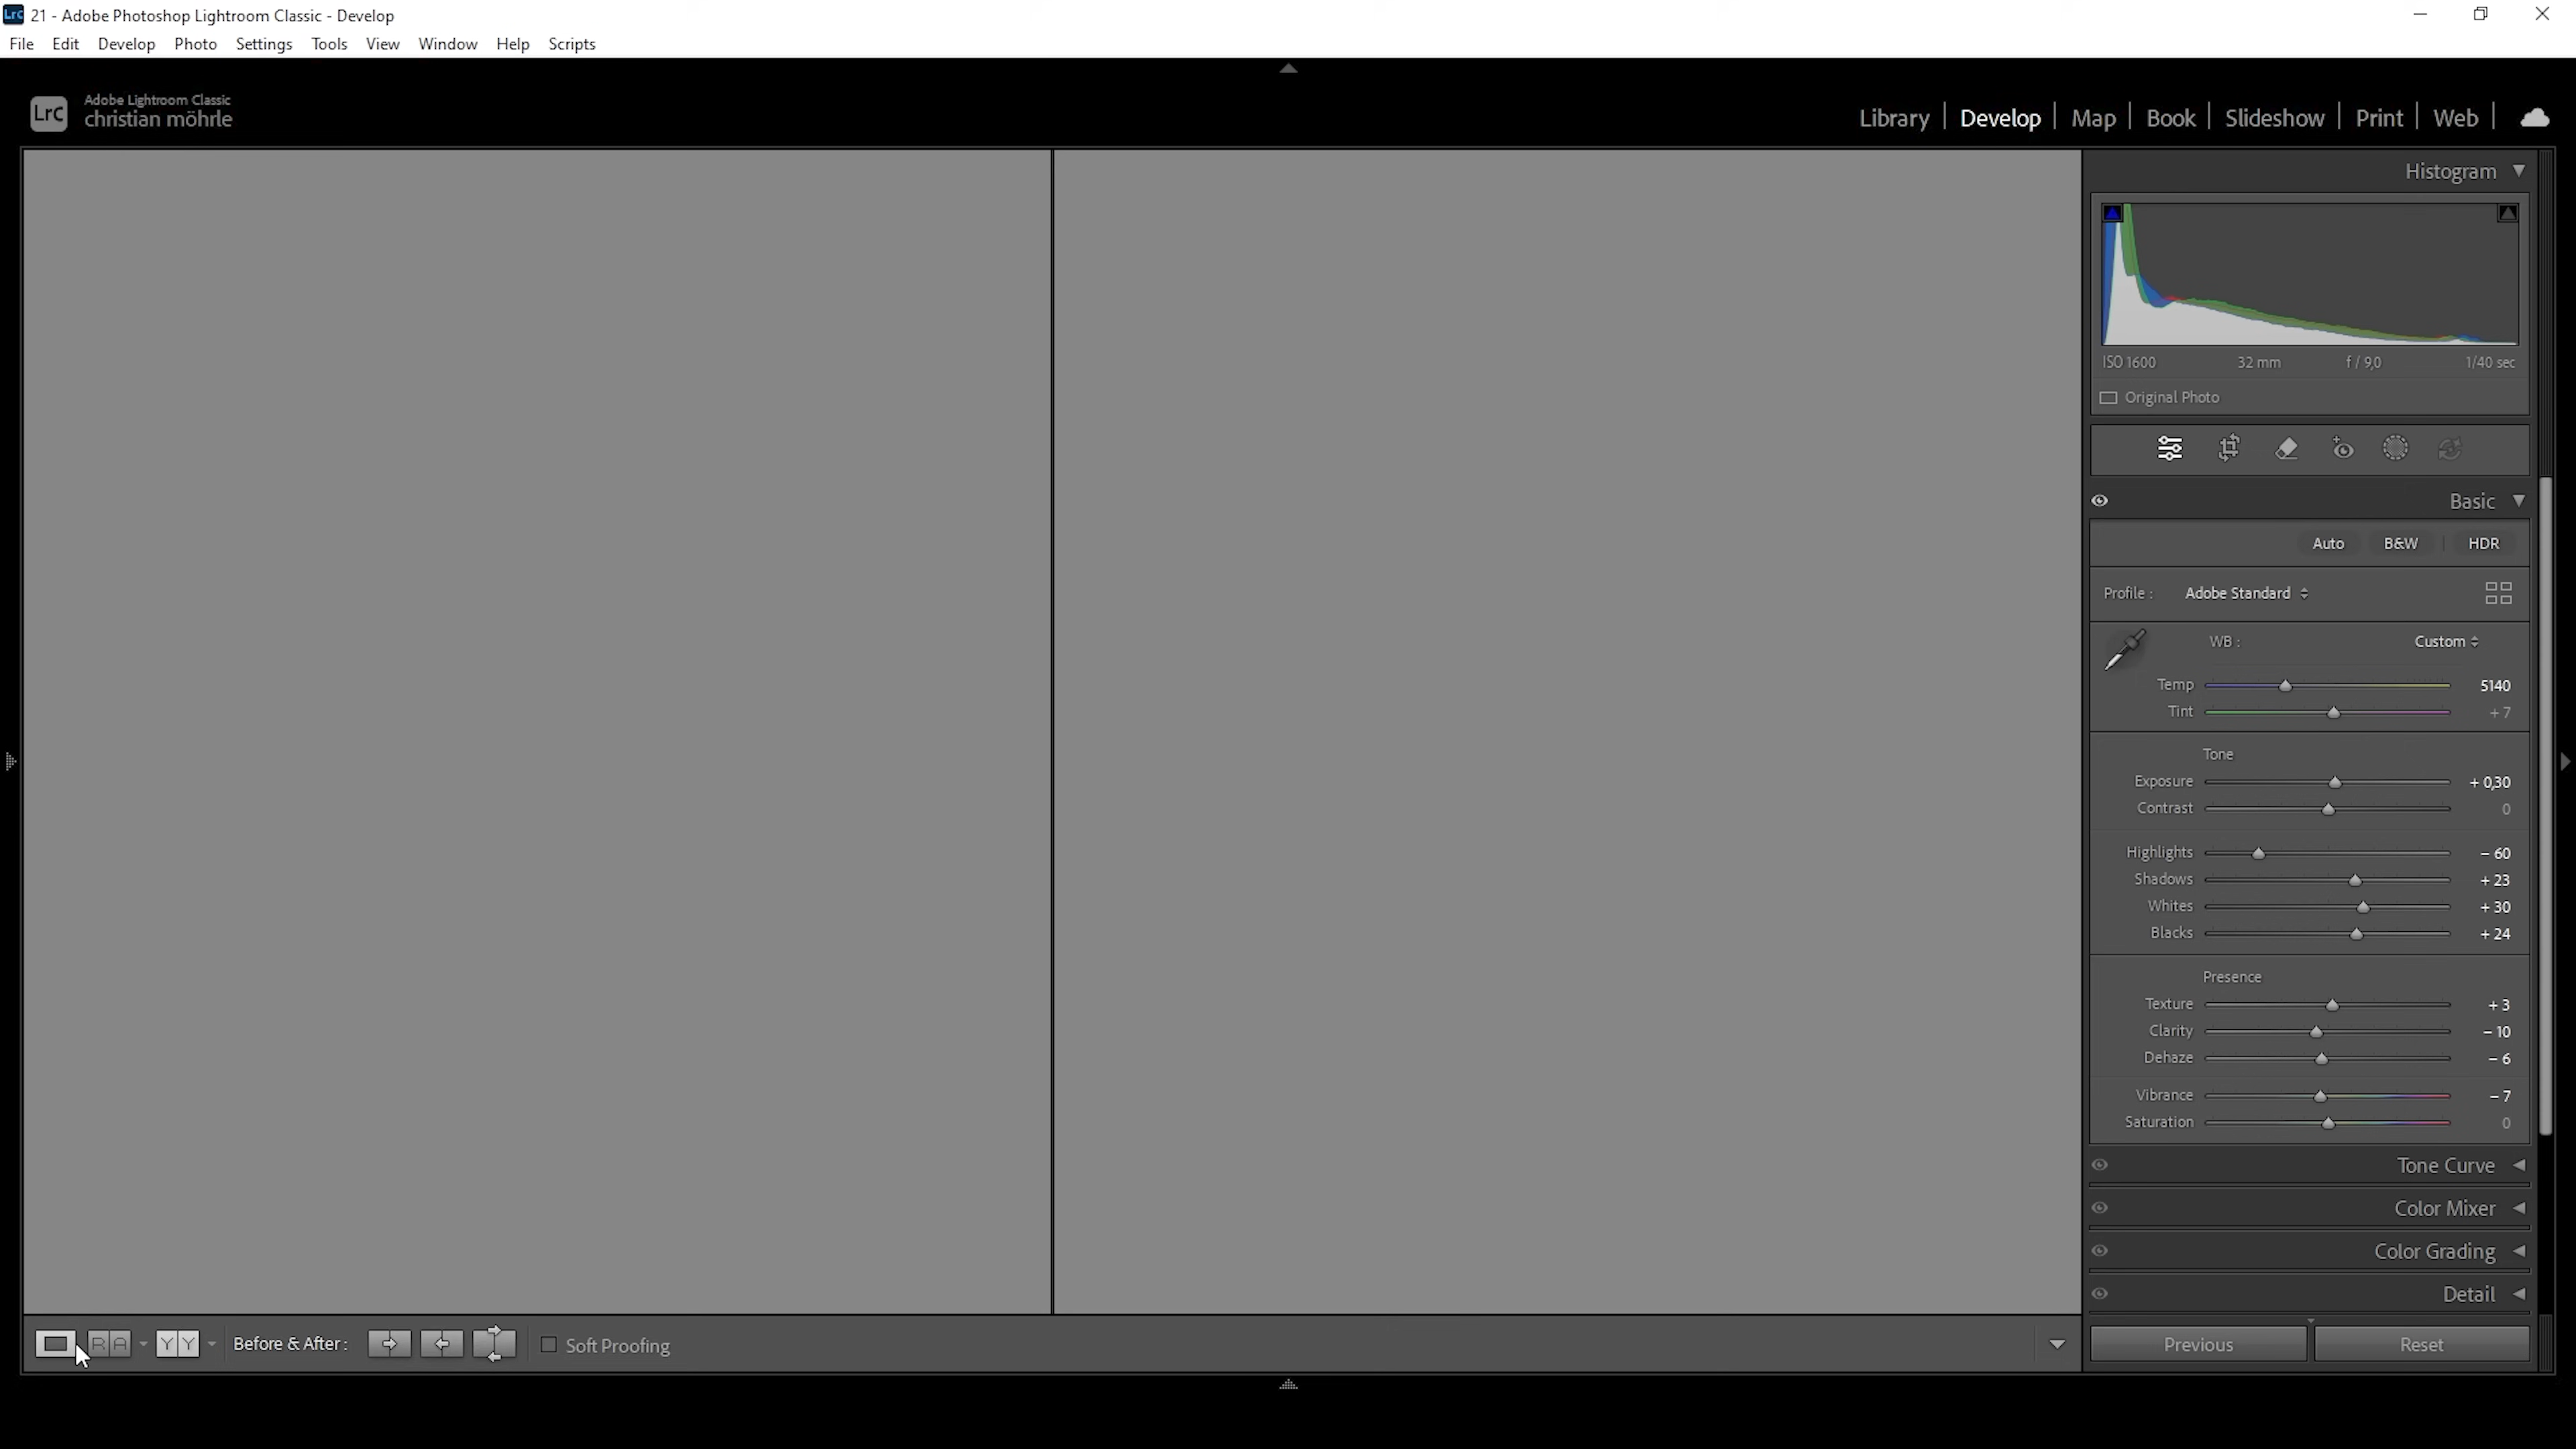 Lrc 21 - Adobe Photoshop Lightroom Classic - Develop
File Edit Develop Photo Settings Tools View Window Help Scripts
Lrc Adobe Lightroom Classic
christian möhrle
Library | Develop | Map | Book | Slideshow | Print | Web |
Histogram
ISO 1600 32 mm f / 9,0 1/40 sec
Original Photo
Basic
Auto B&W HDR
Profile : Adobe Standard
WB : Custom
Temp 5140
Tint + 7
Tone
Exposure + 0,30
Contrast 0
Highlights − 60
Shadows + 23
Whites + 30
Blacks + 24
Presence
Texture + 3
Clarity − 10
Dehaze − 6
Vibrance − 7
Saturation 0
Tone Curve
Color Mixer
Color Grading
Detail
R A Y Y Before & After : Soft Proofing
Previous Reset